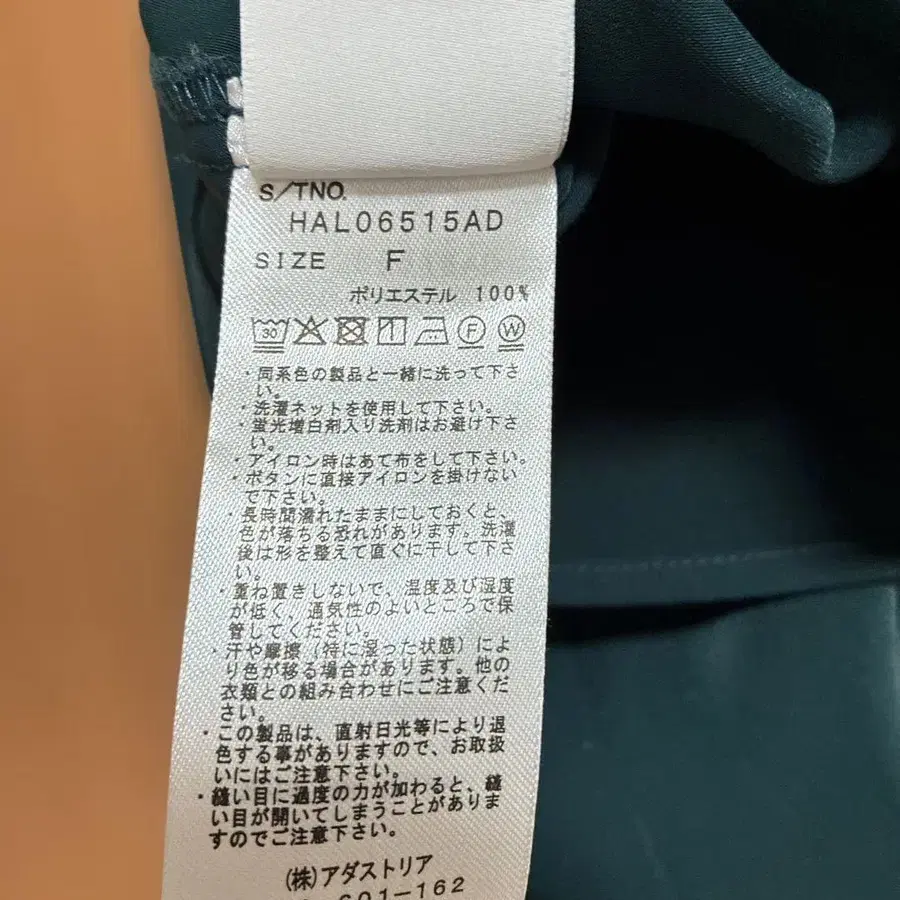 S/TNO.
HAL06515AD
SIZE F
ポリエステル 100%
30 1 F W
・同系色の製品と一緒に洗って下さ
い。
・洗濯ネットを使用して下さい。
・蛍光増白剤入り洗剤はお避け下さ
い。
・アイロン時はあて布をして下さい。
・ボタンに直接アイロンを掛けない
で下さい。
・長時間濡れたままにしておくと、
色が落ちる恐れがあります。洗濯
後は形を整えて直ぐに干して下さ
い。
・重ね置きしないで、温度及び湿度
が低く、通気性のよいところで保
管してください。
・汗や摩擦（特に湿った状態）によ
り色が移る場合があります。他の
衣類との組み合わせにご注意くだ
さい。
・この製品は、直射日光等により退
色する事がありますので、お取扱
いにはご注意下さい。
・縫い目に過度の力が加わると、縫
い目が開いてしまうことがありま
すのでご注意下さい。
(株)アダストリア
601-162